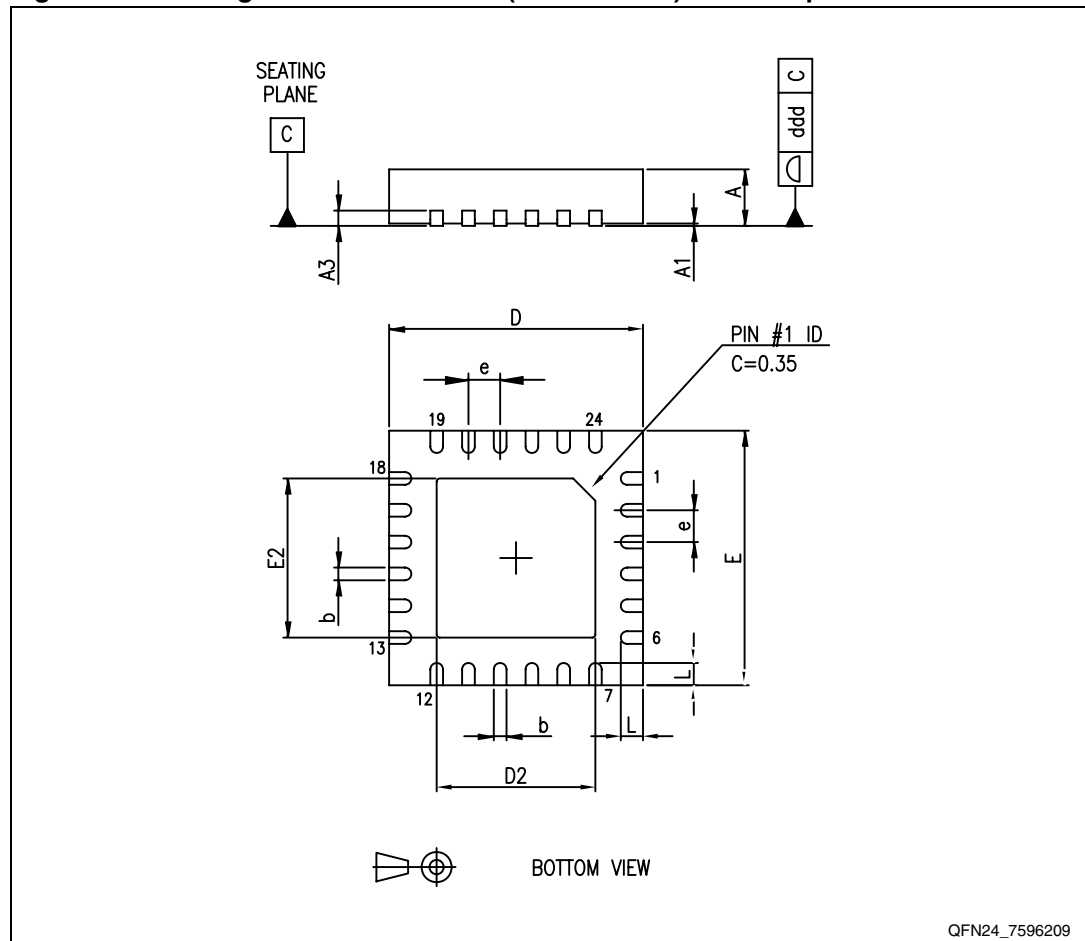 SEATING
PLANE
C
ddd C
A
A3
A1
D
PIN #1 ID
C=0.35
e
19
24
18
1
e
E2
E
b
13
6
L
12
7
b
L
D2
BOTTOM VIEW
QFN24_7596209